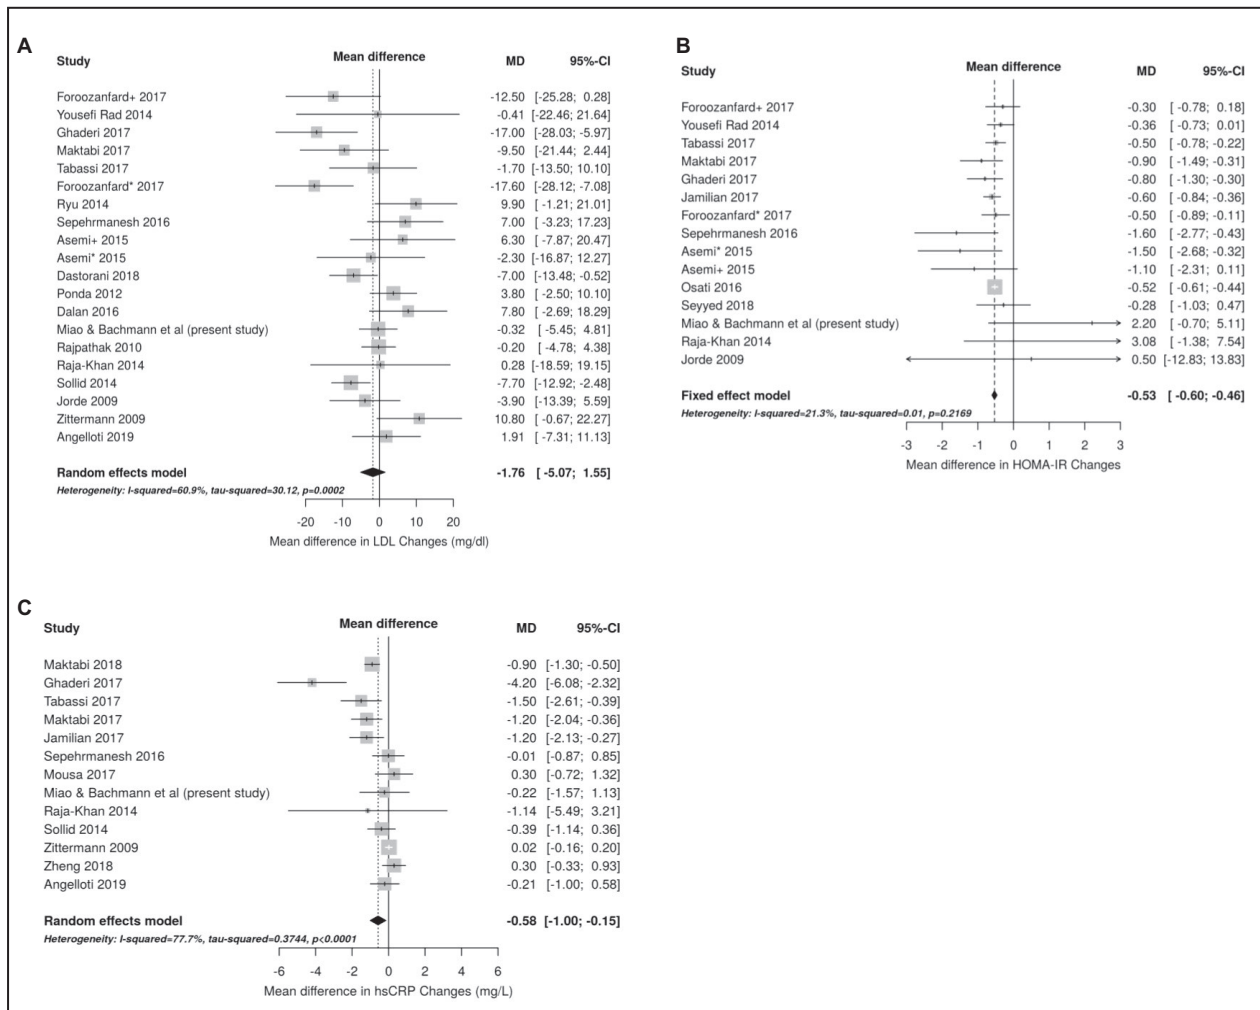 A
Mean difference
Study MD 95%-CI
Foroozanfard+ 2017 -12.50 [-25.28; 0.28]
Yousefi Rad 2014 -0.41 [-22.46; 21.64]
Ghaderi 2017 -17.00 [-28.03; -5.97]
Maktabi 2017 -9.50 [-21.44; 2.44]
Tabassi 2017 -1.70 [-13.50; 10.10]
Foroozanfard* 2017 -17.60 [-28.12; -7.08]
Ryu 2014 9.90 [-1.21; 21.01]
Sepehrmanesh 2016 7.00 [-3.23; 17.23]
Asemi+ 2015 6.30 [-7.87; 20.47]
Asemi* 2015 -2.30 [-16.87; 12.27]
Dastorani 2018 -7.00 [-13.48; -0.52]
Ponda 2012 3.80 [-2.50; 10.10]
Dalan 2016 7.80 [-2.69; 18.29]
Miao & Bachmann et al (present study) -0.32 [-5.45; 4.81]
Rajpathak 2010 -0.20 [-4.78; 4.38]
Raja-Khan 2014 0.28 [-18.59; 19.15]
Sollid 2014 -7.70 [-12.92; -2.48]
Jorde 2009 -3.90 [-13.39; 5.59]
Zittermann 2009 10.80 [-0.67; 22.27]
Angelloti 2019 1.91 [-7.31; 11.13]
Random effects model -1.76 [-5.07; 1.55]
Heterogeneity: I-squared=60.9%, tau-squared=30.12, p=0.0002
-20 -10 0 10 20
Mean difference in LDL Changes (mg/dl)
B
Mean difference
Study MD 95%-CI
Foroozanfard+ 2017 -0.30 [-0.78; 0.18]
Yousefi Rad 2014 -0.36 [-0.73; 0.01]
Tabassi 2017 -0.50 [-0.78; -0.22]
Maktabi 2017 -0.90 [-1.49; -0.31]
Ghaderi 2017 -0.80 [-1.30; -0.30]
Jamilian 2017 -0.60 [-0.84; -0.36]
Foroozanfard* 2017 -0.50 [-0.89; -0.11]
Sepehrmanesh 2016 -1.60 [-2.77; -0.43]
Asemi* 2015 -1.50 [-2.68; -0.32]
Asemi+ 2015 -1.10 [-2.31; 0.11]
Osati 2016 -0.52 [-0.61; -0.44]
Seyyed 2018 -0.28 [-1.03; 0.47]
Miao & Bachmann et al (present study) 2.20 [-0.70; 5.11]
Raja-Khan 2014 3.08 [-1.38; 7.54]
Jorde 2009 0.50 [-12.83; 13.83]
Fixed effect model -0.53 [-0.60; -0.46]
Heterogeneity: I-squared=21.3%, tau-squared=0.01, p=0.2169
-3 -2 -1 0 1 2 3
Mean difference in HOMA-IR Changes
C
Mean difference
Study MD 95%-CI
Maktabi 2018 -0.90 [-1.30; -0.50]
Ghaderi 2017 -4.20 [-6.08; -2.32]
Tabassi 2017 -1.50 [-2.61; -0.39]
Maktabi 2017 -1.20 [-2.04; -0.36]
Jamilian 2017 -1.20 [-2.13; -0.27]
Sepehrmanesh 2016 -0.01 [-0.87; 0.85]
Mousa 2017 0.30 [-0.72; 1.32]
Miao & Bachmann et al (present study) -0.22 [-1.57; 1.13]
Raja-Khan 2014 -1.14 [-5.49; 3.21]
Sollid 2014 -0.39 [-1.14; 0.36]
Zittermann 2009 0.02 [-0.16; 0.20]
Zheng 2018 0.30 [-0.33; 0.93]
Angelloti 2019 -0.21 [-1.00; 0.58]
Random effects model -0.58 [-1.00; -0.15]
Heterogeneity: I-squared=77.7%, tau-squared=0.3744, p<0.0001
-6 -4 -2 0 2 4 6
Mean difference in hsCRP Changes (mg/L)